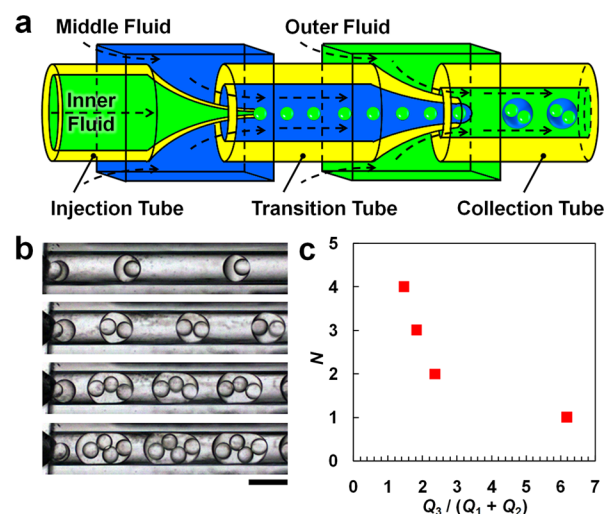 a
Middle Fluid
Outer Fluid
Inner
Fluid
Injection Tube
Transition Tube
Collection Tube
b
c
5
4
3
2
1
0
N
0 1 2 3 4 5 6 7
Q₃ / (Q₁ + Q₂)